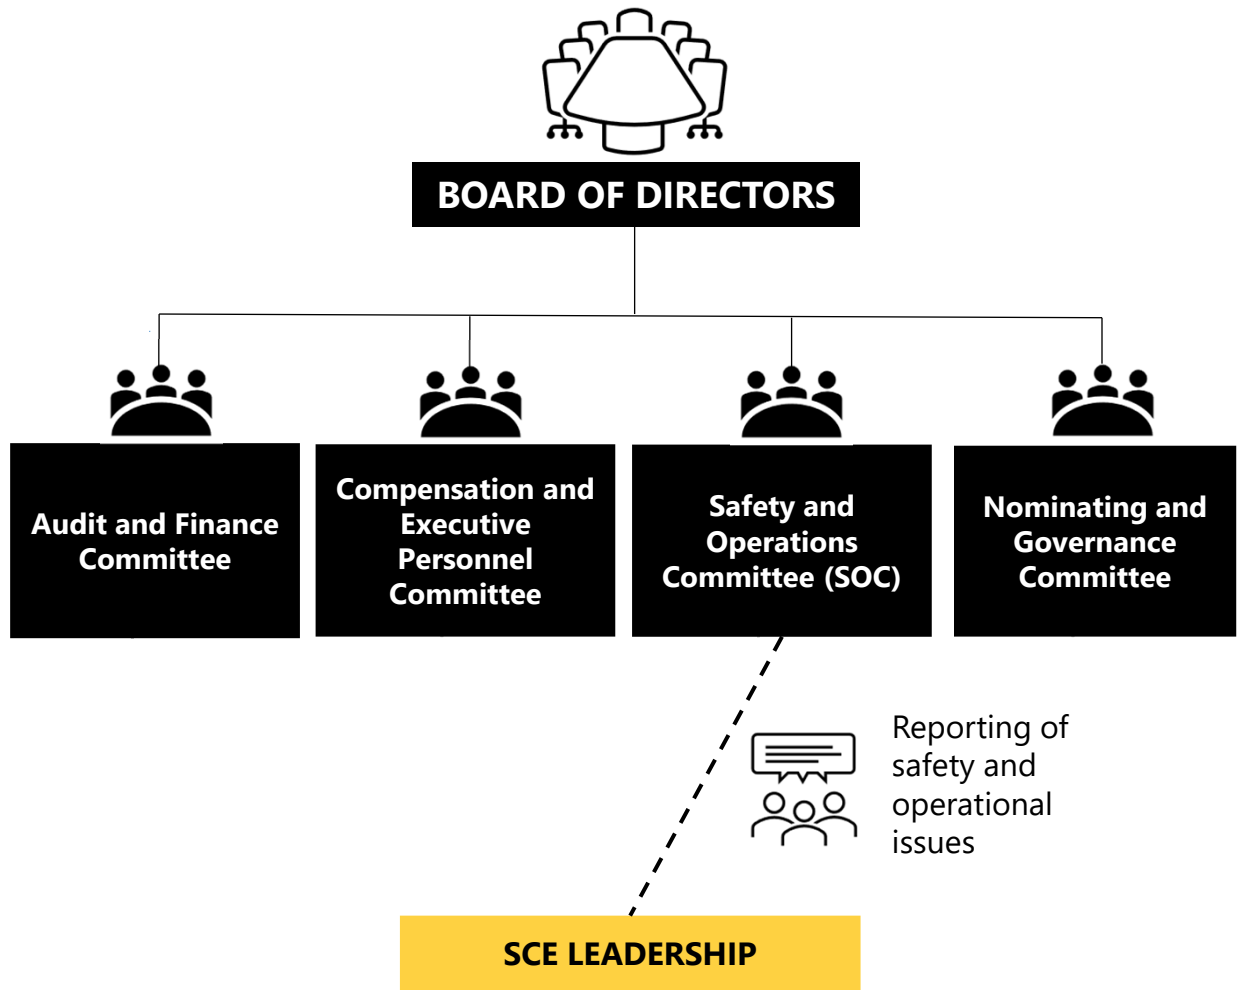 BOARD OF DIRECTORS
Audit and Finance
Committee
Compensation and
Executive
Personnel
Committee
Safety and
Operations
Committee (SOC)
Nominating and
Governance
Committee
Reporting of
safety and
operational
issues
SCE LEADERSHIP